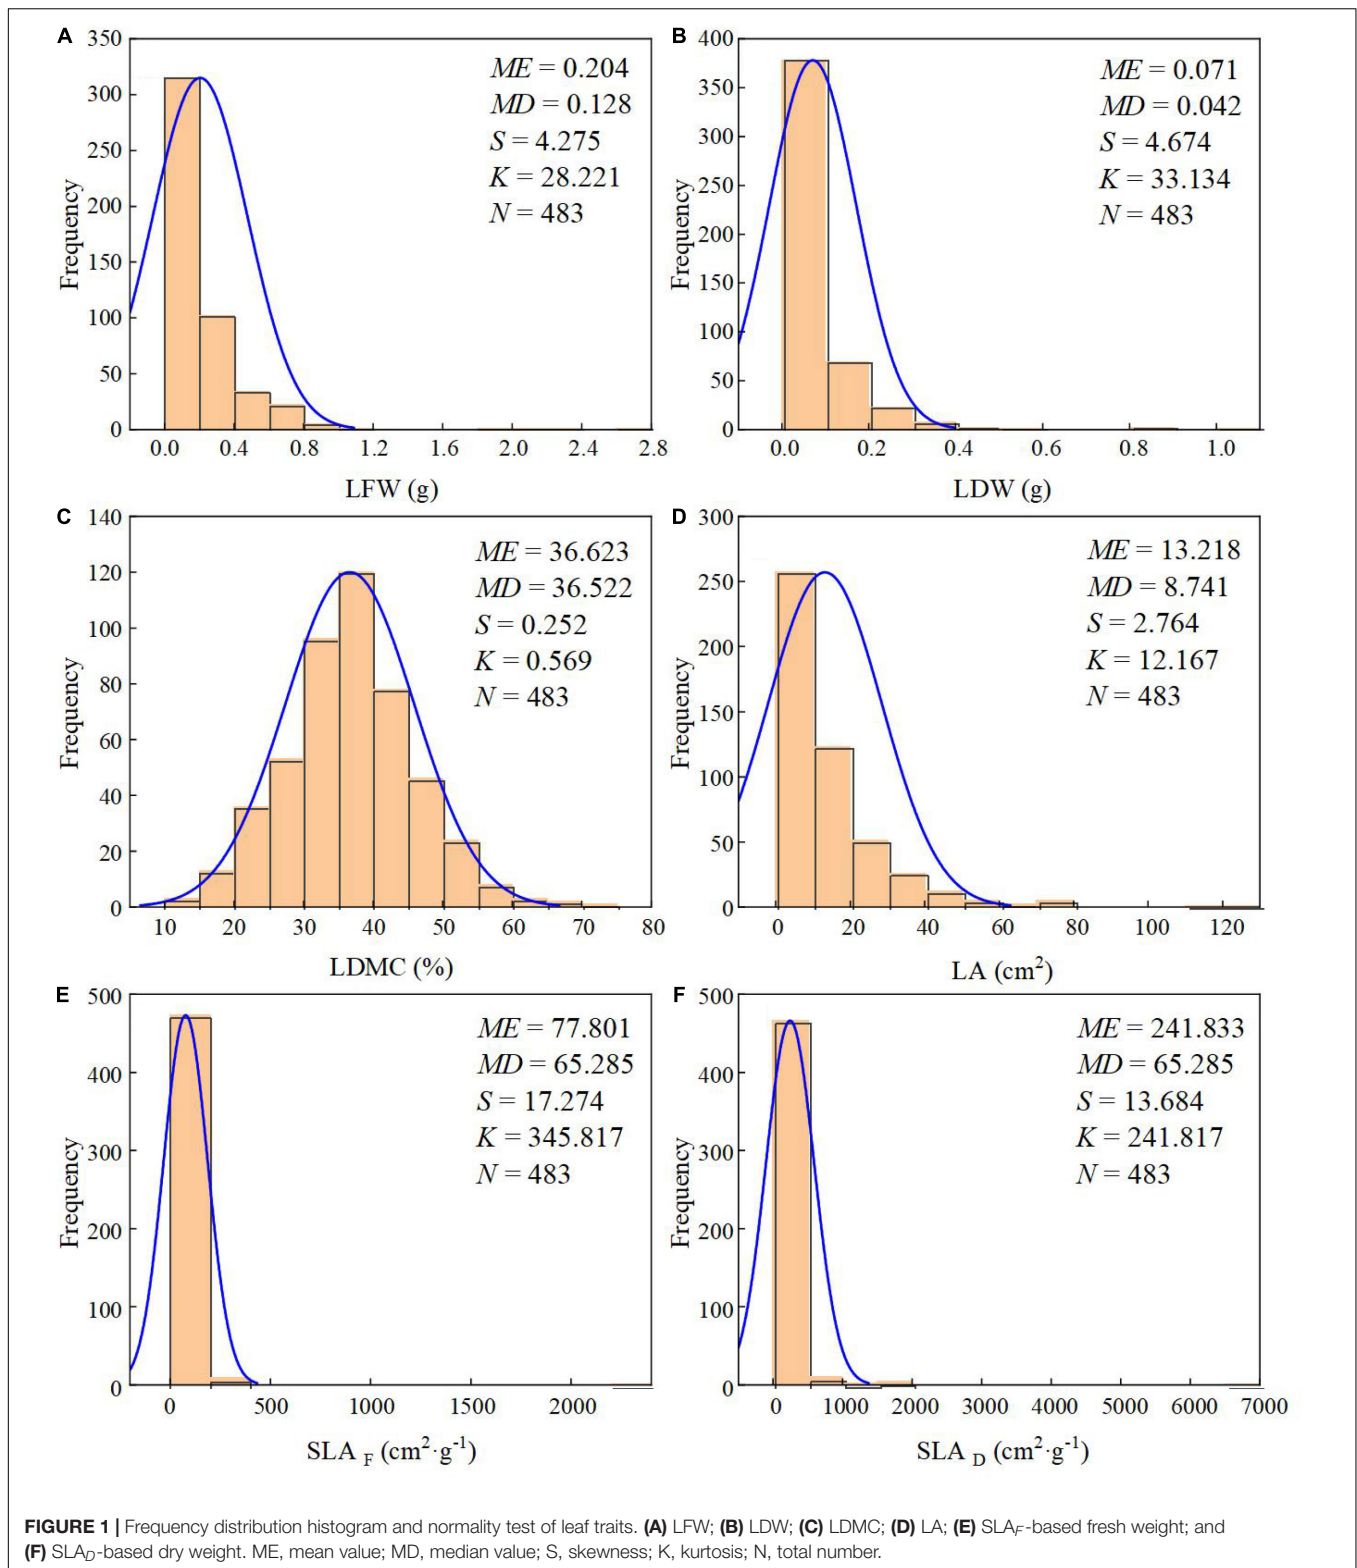 A
350
300
250
200
150
100
50
0
Frequency
ME = 0.204
MD = 0.128
S = 4.275
K = 28.221
N = 483
0.0 0.4 0.8 1.2 1.6 2.0 2.4 2.8
LFW (g)
B
400
350
300
250
200
150
100
50
0
Frequency
ME = 0.071
MD = 0.042
S = 4.674
K = 33.134
N = 483
0.0 0.2 0.4 0.6 0.8 1.0
LDW (g)
C
140
120
100
80
60
40
20
0
Frequency
ME = 36.623
MD = 36.522
S = 0.252
K = 0.569
N = 483
10 20 30 40 50 60 70 80
LDMC (%)
D
300
250
200
150
100
50
0
Frequency
ME = 13.218
MD = 8.741
S = 2.764
K = 12.167
N = 483
0 20 40 60 80 100 120
LA (cm²)
E
500
400
300
200
100
0
Frequency
ME = 77.801
MD = 65.285
S = 17.274
K = 345.817
N = 483
0 500 1000 1500 2000
SLA F (cm²·g⁻¹)
F
500
400
300
200
100
0
Frequency
ME = 241.833
MD = 65.285
S = 13.684
K = 241.817
N = 483
0 1000 2000 3000 4000 5000 6000 7000
SLA D (cm²·g⁻¹)
FIGURE 1 | Frequency distribution histogram and normality test of leaf traits. (A) LFW; (B) LDW; (C) LDMC; (D) LA; (E) SLAF-based fresh weight; and
(F) SLAD-based dry weight. ME, mean value; MD, median value; S, skewness; K, kurtosis; N, total number.